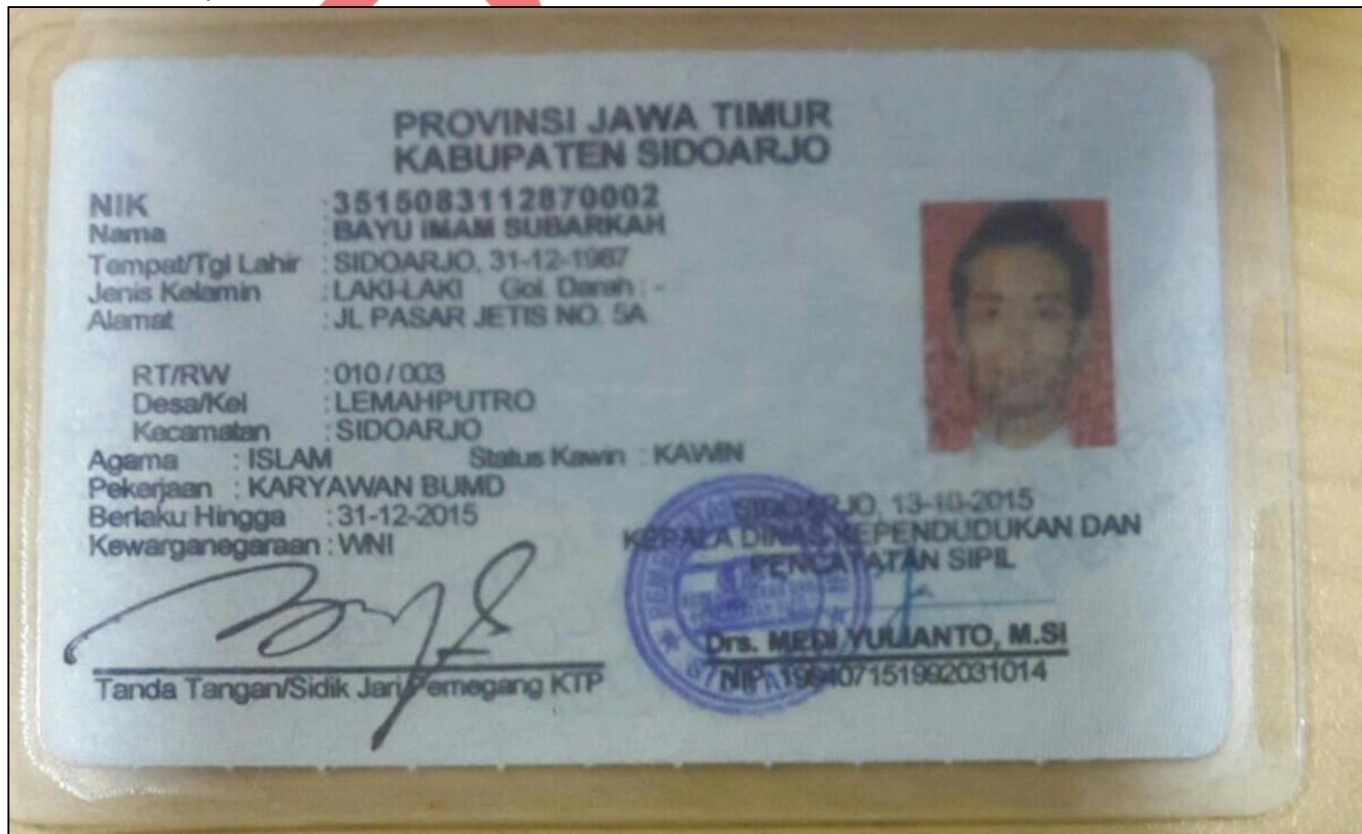 PROVINSI JAWA TIMUR
KABUPATEN SIDOARJO
NIK : 3515083112870002
Nama : BAYU IMAM SUBARKAH
Tempat/Tgl Lahir : SIDOARJO, 31-12-1987
Jenis Kelamin : LAKI-LAKI Gol. Darah : -
Alamat : JL PASAR JETIS NO. 5A
RT/RW : 010 / 003
Desa/Kel : LEMAHPUTRO
Kecamatan : SIDOARJO
Agama : ISLAM Status Kawin : KAWIN
Pekerjaan : KARYAWAN BUMD
Berlaku Hingga : 31-12-2015
Kewarganegaraan : WNI
SIDOARJO, 13-10-2015
KEPALA DINAS KEPENDUDUKAN DAN
PENCATATAN SIPIL
Drs. MEDI YULIANTO, M.SI
NIP.
Tanda Tangan/Sidik Jari Pemegang KTP